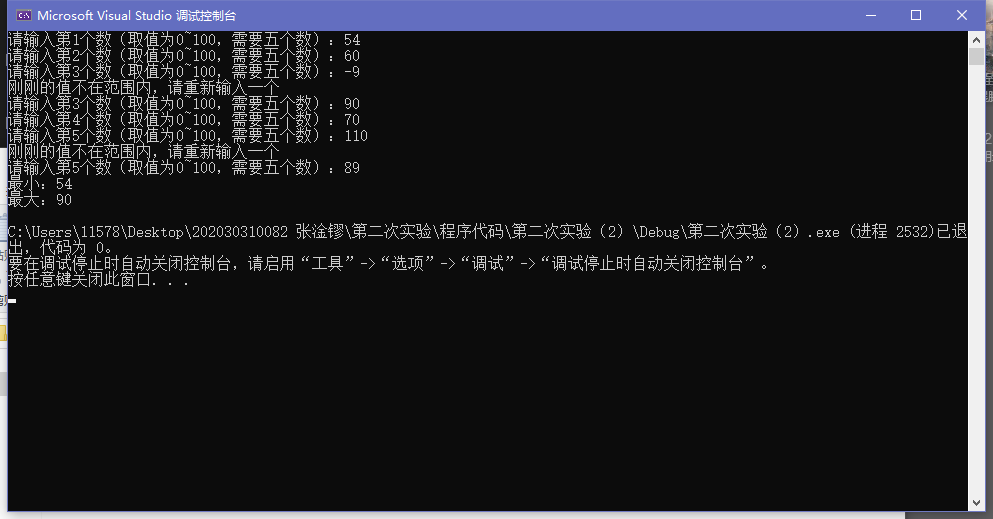 Microsoft Visual Studio 调试控制台
请输入第1个数（取值为0~100，需要五个数）：54
请输入第2个数（取值为0~100，需要五个数）：60
请输入第3个数（取值为0~100，需要五个数）：-9
刚刚的值不在范围内，请重新输入一个
请输入第3个数（取值为0~100，需要五个数）：90
请输入第4个数（取值为0~100，需要五个数）：70
请输入第5个数（取值为0~100，需要五个数）：110
刚刚的值不在范围内，请重新输入一个
请输入第5个数（取值为0~100，需要五个数）：89
最小：54
最大：90
C:\Users\11578\Desktop\202030310082 张淦镠\第二次实验\程序代码\第二次实验（2）\Debug\第二次实验（2）.exe (进程 2532)已退
出，代码为 0。
要在调试停止时自动关闭控制台，请启用“工具”->“选项”->“调试”->“调试停止时自动关闭控制台”。
按任意键关闭此窗口. . .